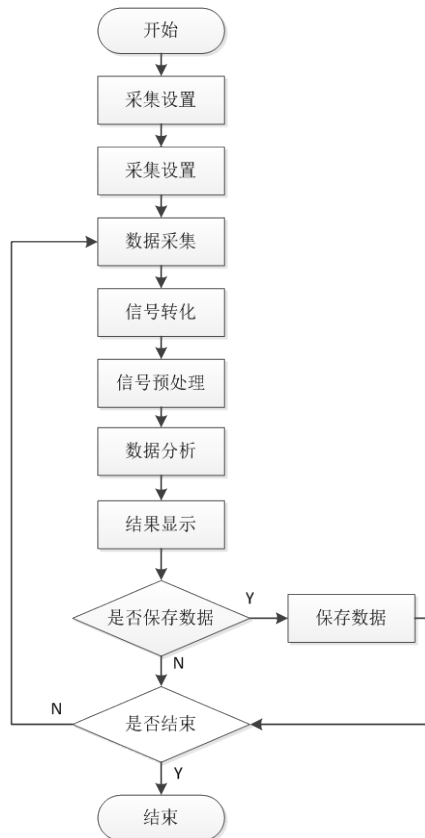 开始
采集设置
采集设置
数据采集
信号转化
信号预处理
数据分析
结果显示
是否保存数据
Y
保存数据
N
是否结束
N
Y
结束